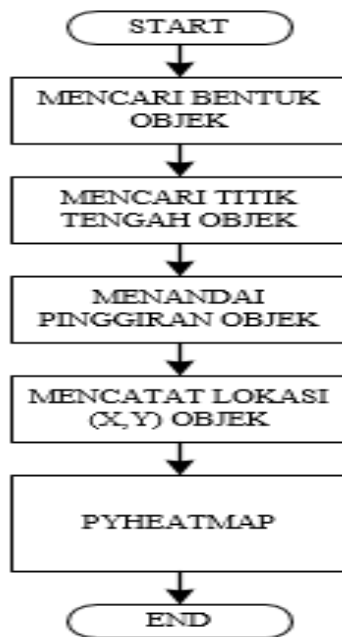 START
MENCARI BENTUK
OBJEK
MENCARI TITIK
TENGAH OBJEK
MENANDAI
PINGGIRAN OBJEK
MENCATAT LOKASI
(X,Y) OBJEK
PYHEATMAP
END